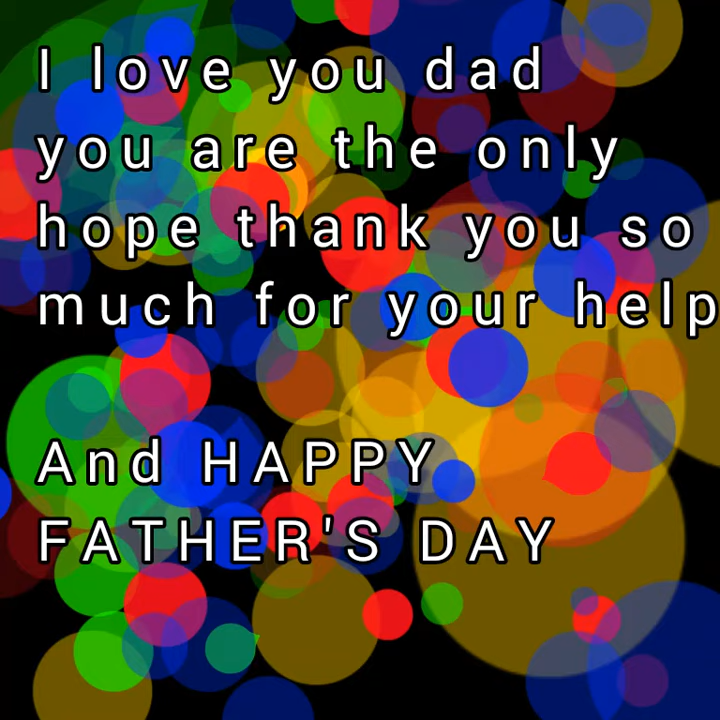 I love you dad
you are the only
hope thank you so
much for your help
And HAPPY
FATHER'S DAY